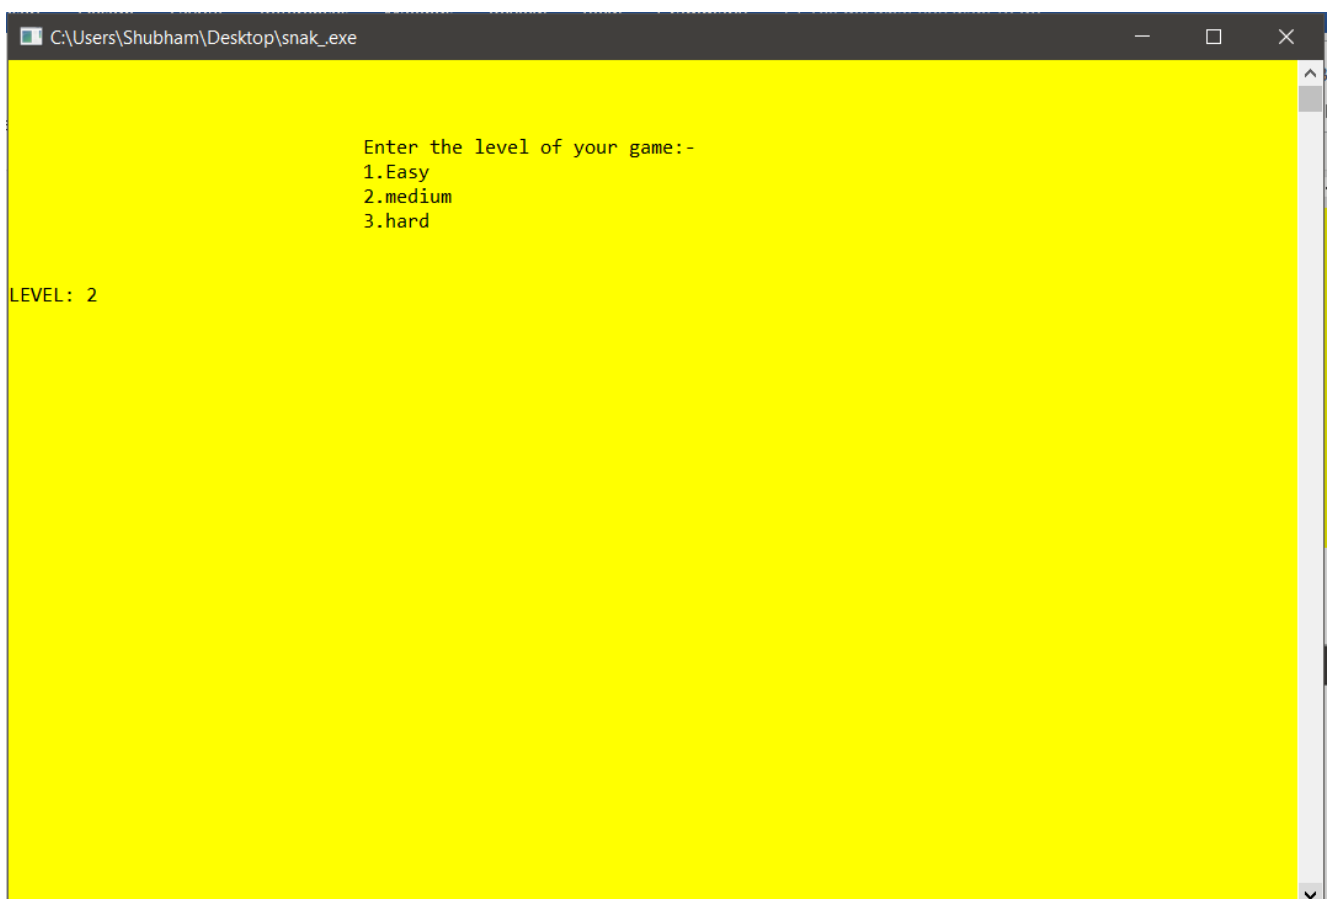 C:\Users\Shubham\Desktop\snak_.exe
Enter the level of your game:-
1.Easy
2.medium
3.hard
LEVEL: 2